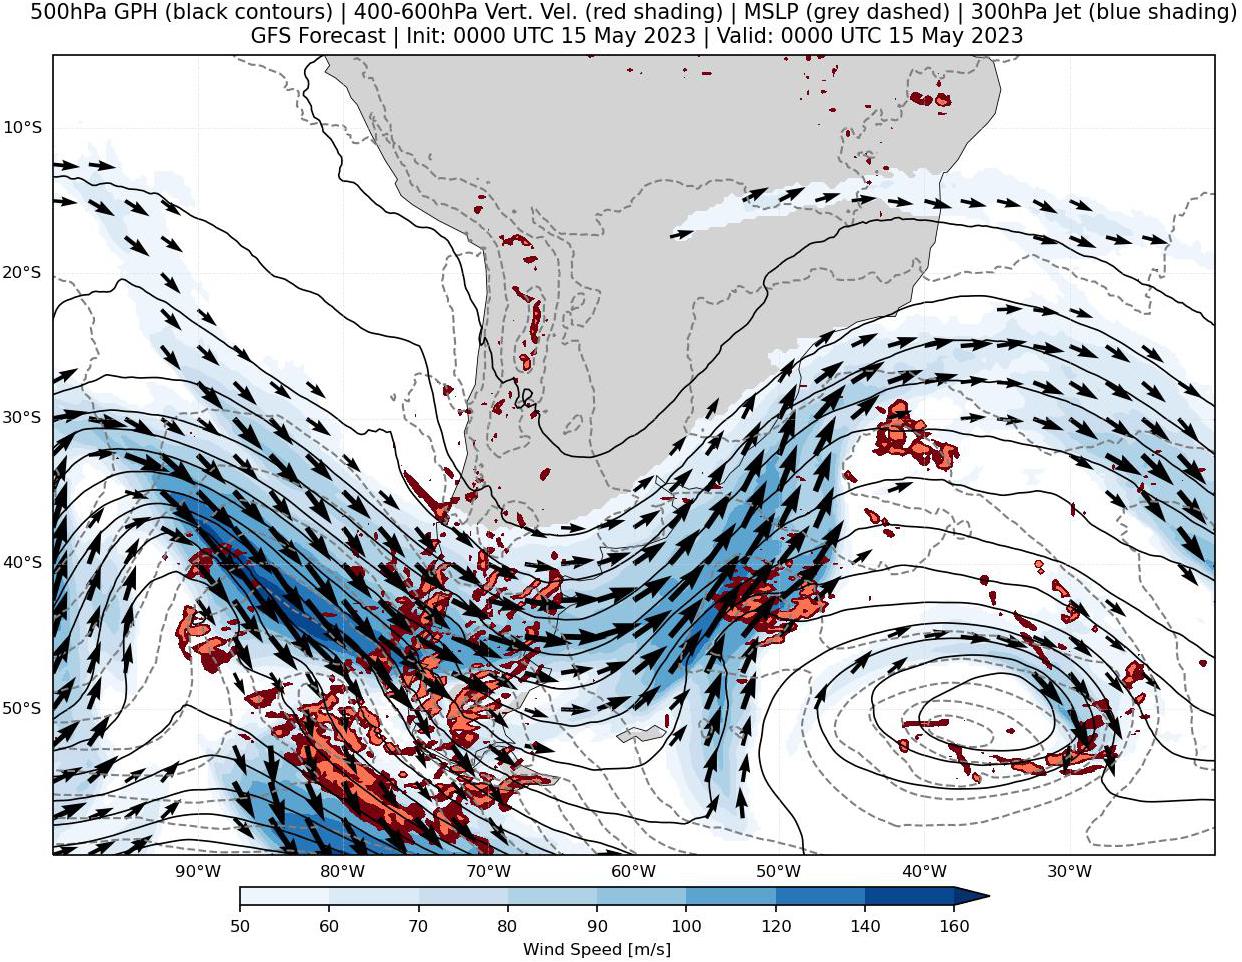 500hPa GPH (black contours) | 400-600hPa Vert. Vel. (red shading) | MSLP (grey dashed) | 300hPa Jet (blue shading)
GFS Forecast | Init: 0000 UTC 15 May 2023 | Valid: 0000 UTC 15 May 2023
10°S
20°S
30°S
40°S
50°S
90°W 80°W 70°W 60°W 50°W 40°W 30°W
50 60 70 80 90 100 120 140 160
Wind Speed [m/s]